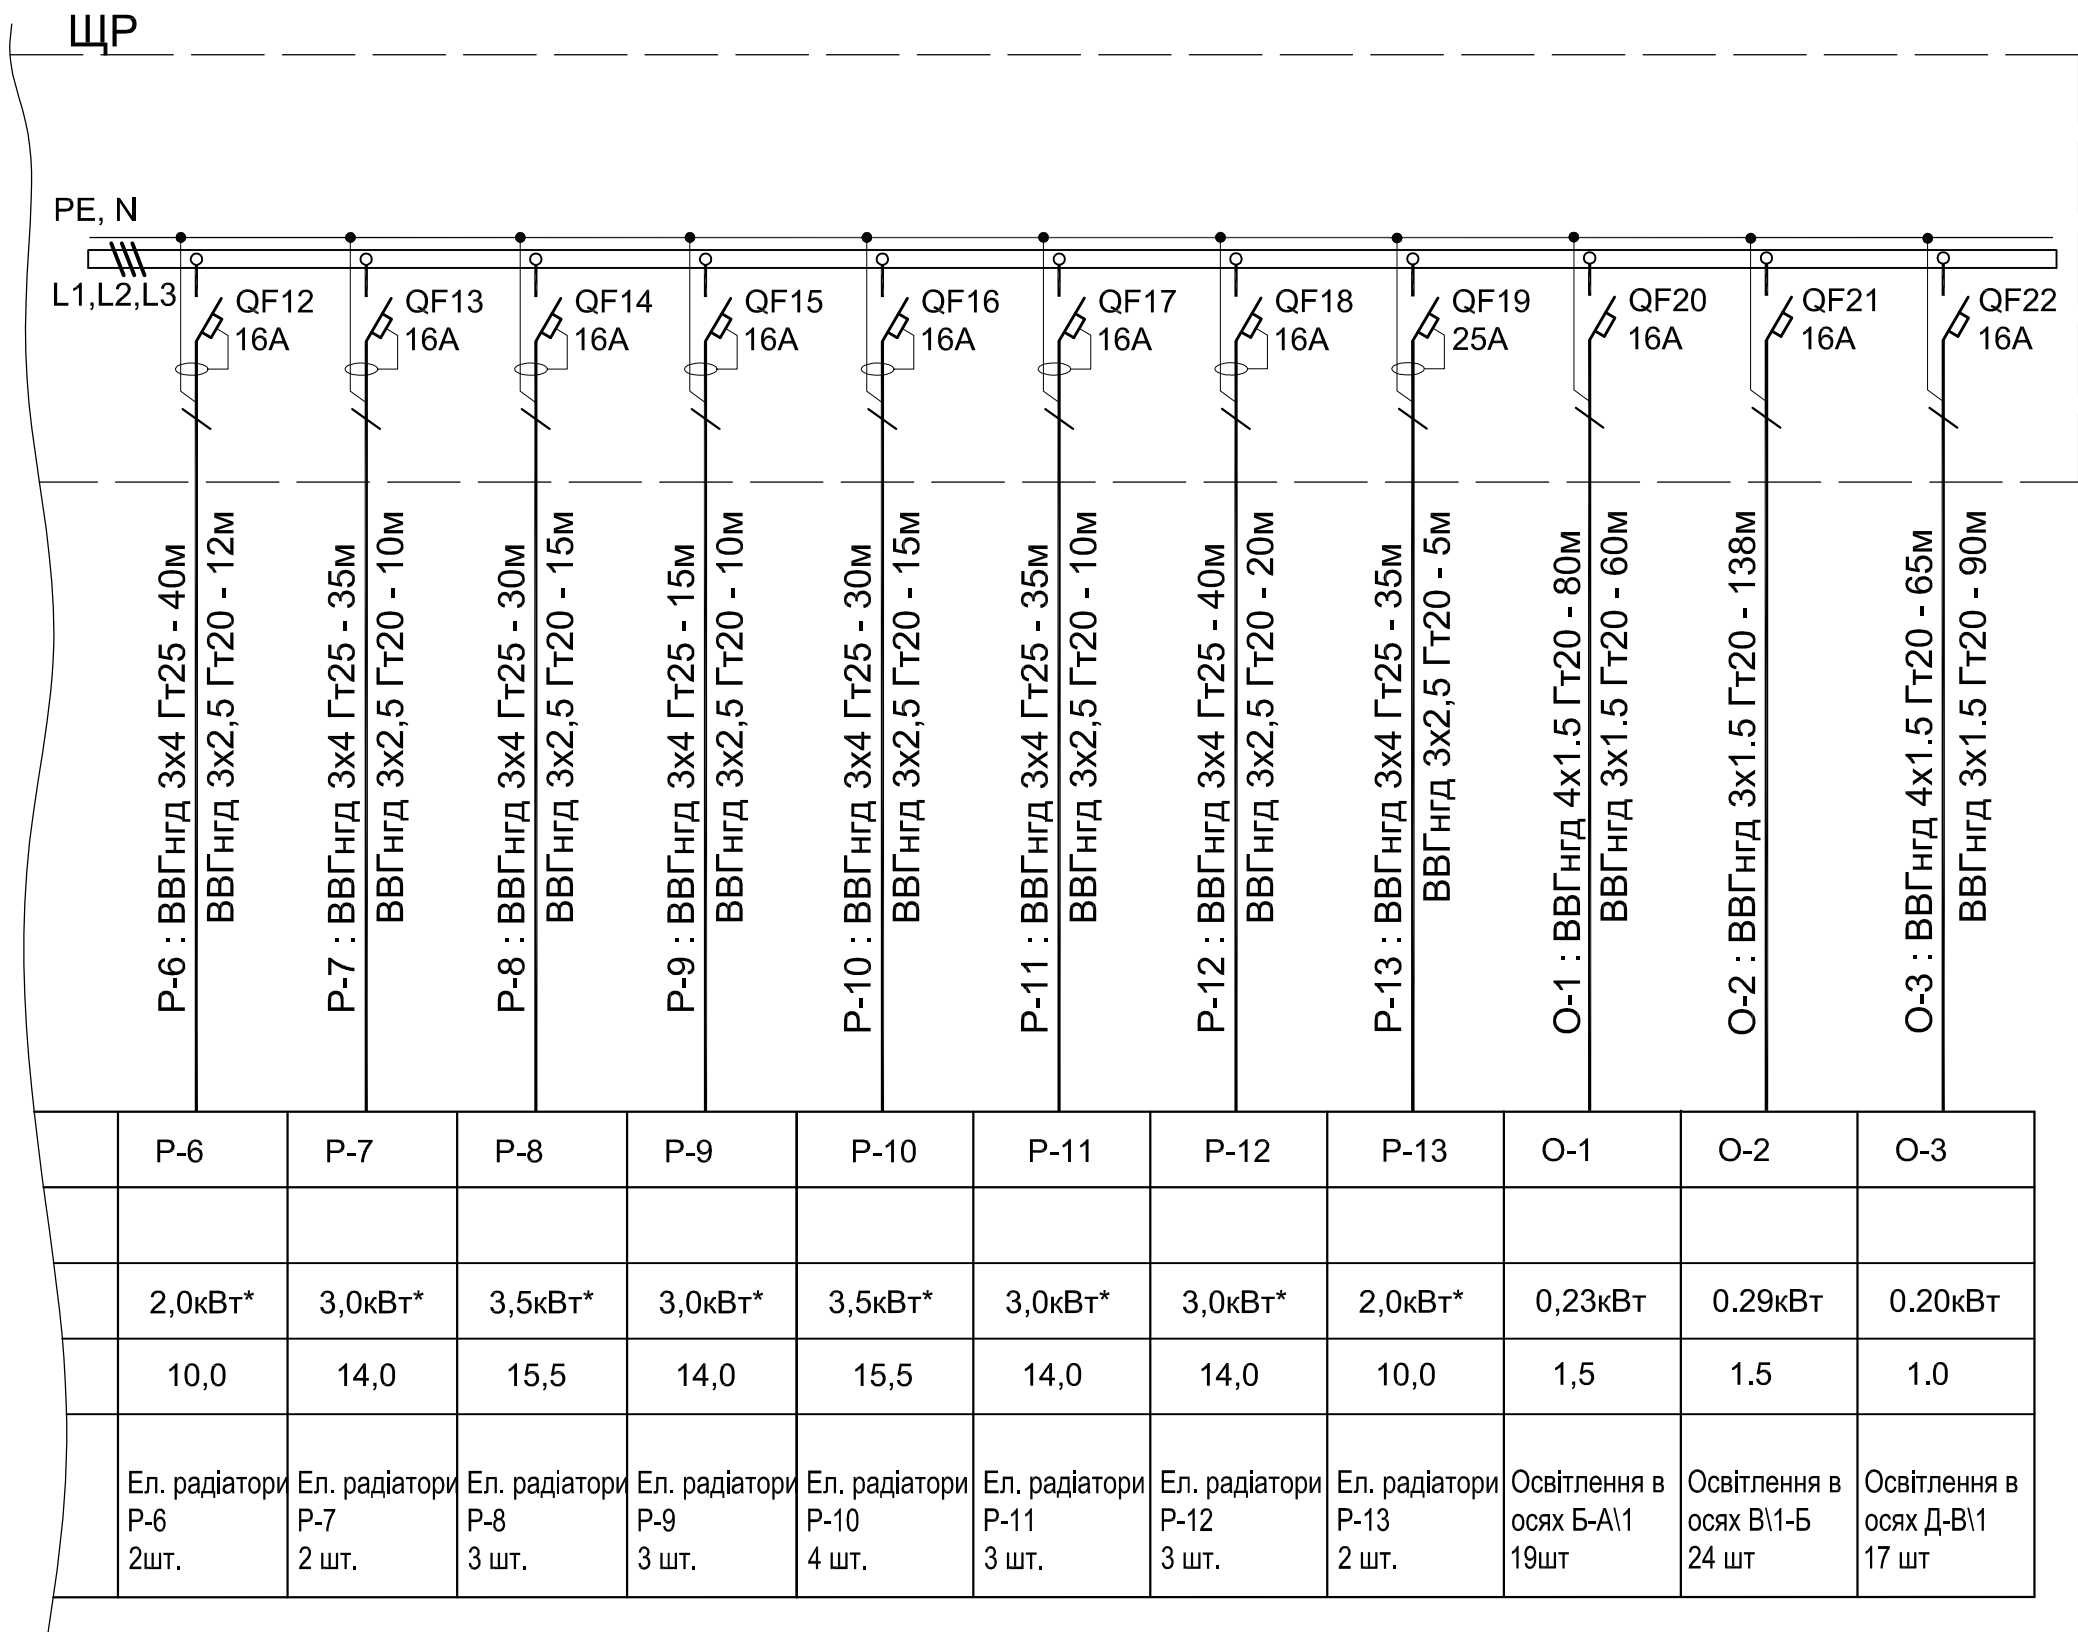 ЩР
PE, N
L1,L2,L3
QF12
16A
QF13
16A
QF14
16A
QF15
16A
QF16
16A
QF17
16A
QF18
16A
QF19
25A
QF20
16A
QF21
16A
QF22
16A
Р-6 : ВВГнгд 3х4 Гт25 - 40м
ВВГнгд 3х2,5 Гт20 - 12м
Р-7 : ВВГнгд 3х4 Гт25 - 35м
ВВГнгд 3х2,5 Гт20 - 10м
Р-8 : ВВГнгд 3х4 Гт25 - 30м
ВВГнгд 3х2,5 Гт20 - 15м
Р-9 : ВВГнгд 3х4 Гт25 - 15м
ВВГнгд 3х2,5 Гт20 - 10м
Р-10 : ВВГнгд 3х4 Гт25 - 30м
ВВГнгд 3х2,5 Гт20 - 15м
Р-11 : ВВГнгд 3х4 Гт25 - 35м
ВВГнгд 3х2,5 Гт20 - 10м
Р-12 : ВВГнгд 3х4 Гт25 - 40м
ВВГнгд 3х2,5 Гт20 - 20м
Р-13 : ВВГнгд 3х4 Гт25 - 35м
ВВГнгд 3х2,5 Гт20 - 5м
О-1 : ВВГнгд 4х1.5 Гт20 - 80м
ВВГнгд 3х1.5 Гт20 - 60м
О-2 : ВВГнгд 3х1.5 Гт20 - 138м
О-3 : ВВГнгд 4х1.5 Гт20 - 65м
ВВГнгд 3х1.5 Гт20 - 90м
Р-6 Р-7 Р-8 Р-9 Р-10 Р-11 Р-12 Р-13 О-1 О-2 О-3
2,0кВт* 3,0кВт* 3,5кВт* 3,0кВт* 3,5кВт* 3,0кВт* 3,0кВт* 2,0кВт* 0,23кВт 0.29кВт 0.20кВт
10,0 14,0 15,5 14,0 15,5 14,0 14,0 10,0 1,5 1.5 1.0
Ел. радіатори
Р-6
2шт.
Ел. радіатори
Р-7
2 шт.
Ел. радіатори
Р-8
3 шт.
Ел. радіатори
Р-9
3 шт.
Ел. радіатори
Р-10
4 шт.
Ел. радіатори
Р-11
3 шт.
Ел. радіатори
Р-12
3 шт.
Ел. радіатори
Р-13
2 шт.
Освітлення в
осях Б-А\1
19шт
Освітлення в
осях В\1-Б
24 шт
Освітлення в
осях Д-В\1
17 шт